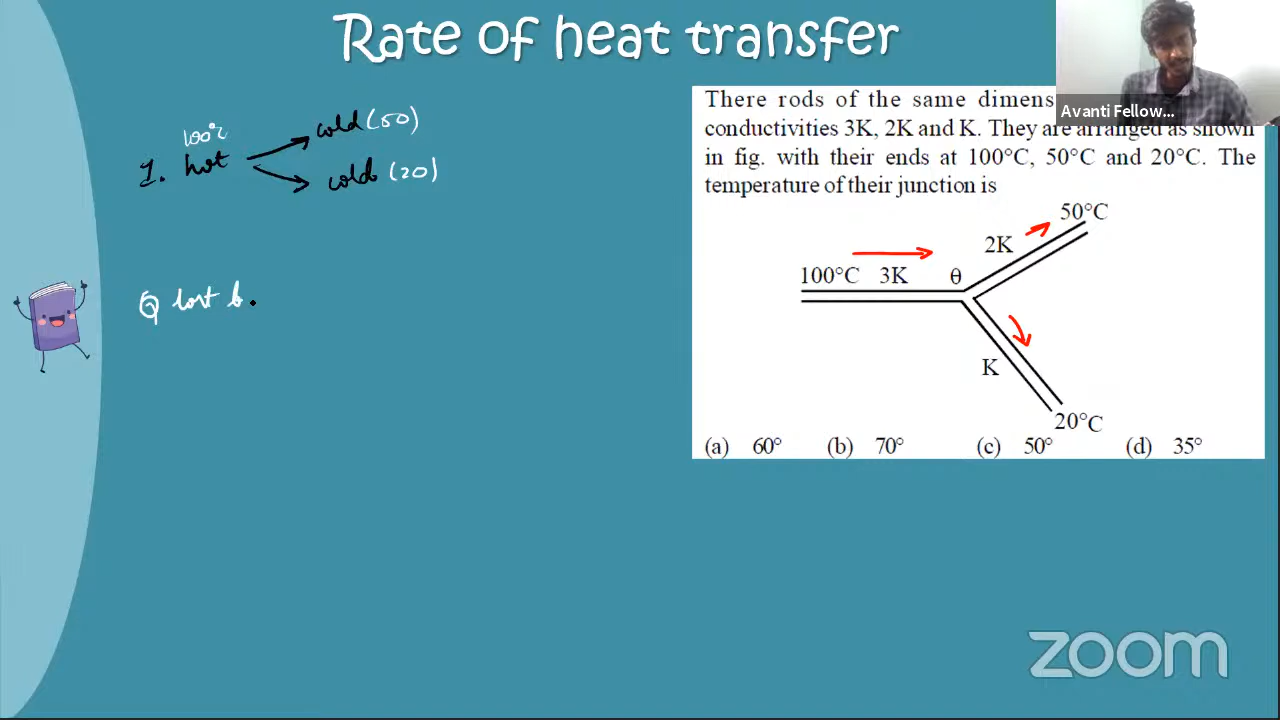 Rate of heat transfer
100°C
1. hot
cold (50)
cold (20)
Q lost b
Avanti Fellow...
There rods of the same dimens
conductivities 3K, 2K and K. They are arranged as shown
in fig. with their ends at 100°C, 50°C and 20°C. The
temperature of their junction is
50°C
2K
100°C 3K θ
K
20°C
(a) 60° (b) 70° (c) 50° (d) 35°
zoom